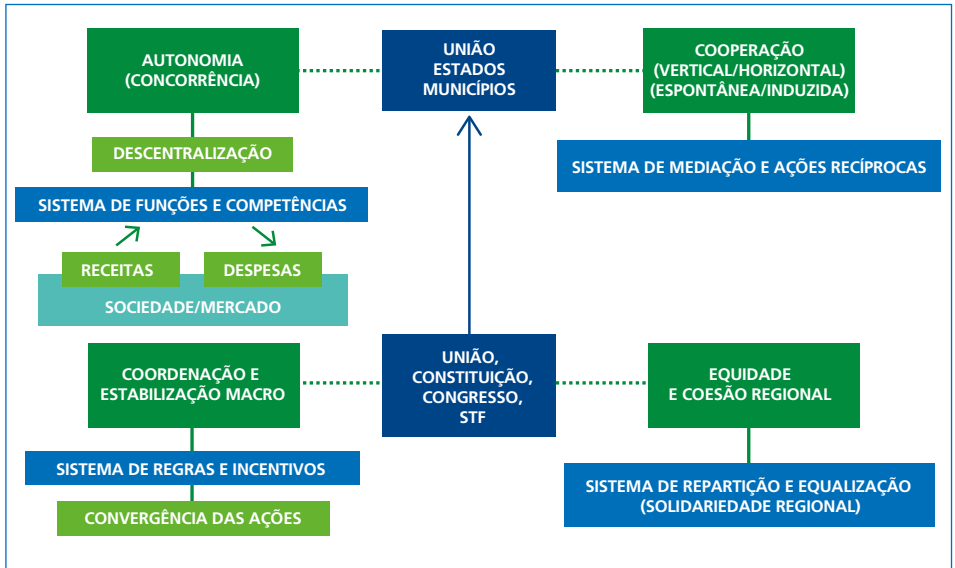 AUTONOMIA
(CONCORRÊNCIA)
UNIÃO
ESTADOS
MUNICÍPIOS
COOPERAÇÃO
(VERTICAL/HORIZONTAL)
(ESPONTÂNEA/INDUZIDA)
DESCENTRALIZAÇÃO
SISTEMA DE MEDIAÇÃO E AÇÕES RECÍPROCAS
SISTEMA DE FUNÇÕES E COMPETÊNCIAS
RECEITAS
DESPESAS
SOCIEDADE/MERCADO
COORDENAÇÃO E
ESTABILIZAÇÃO MACRO
UNIÃO,
CONSTITUIÇÃO,
CONGRESSO,
STF
EQUIDADE
E COESÃO REGIONAL
SISTEMA DE REGRAS E INCENTIVOS
CONVERGÊNCIA DAS AÇÕES
SISTEMA DE REPARTIÇÃO E EQUALIZAÇÃO
(SOLIDARIEDADE REGIONAL)